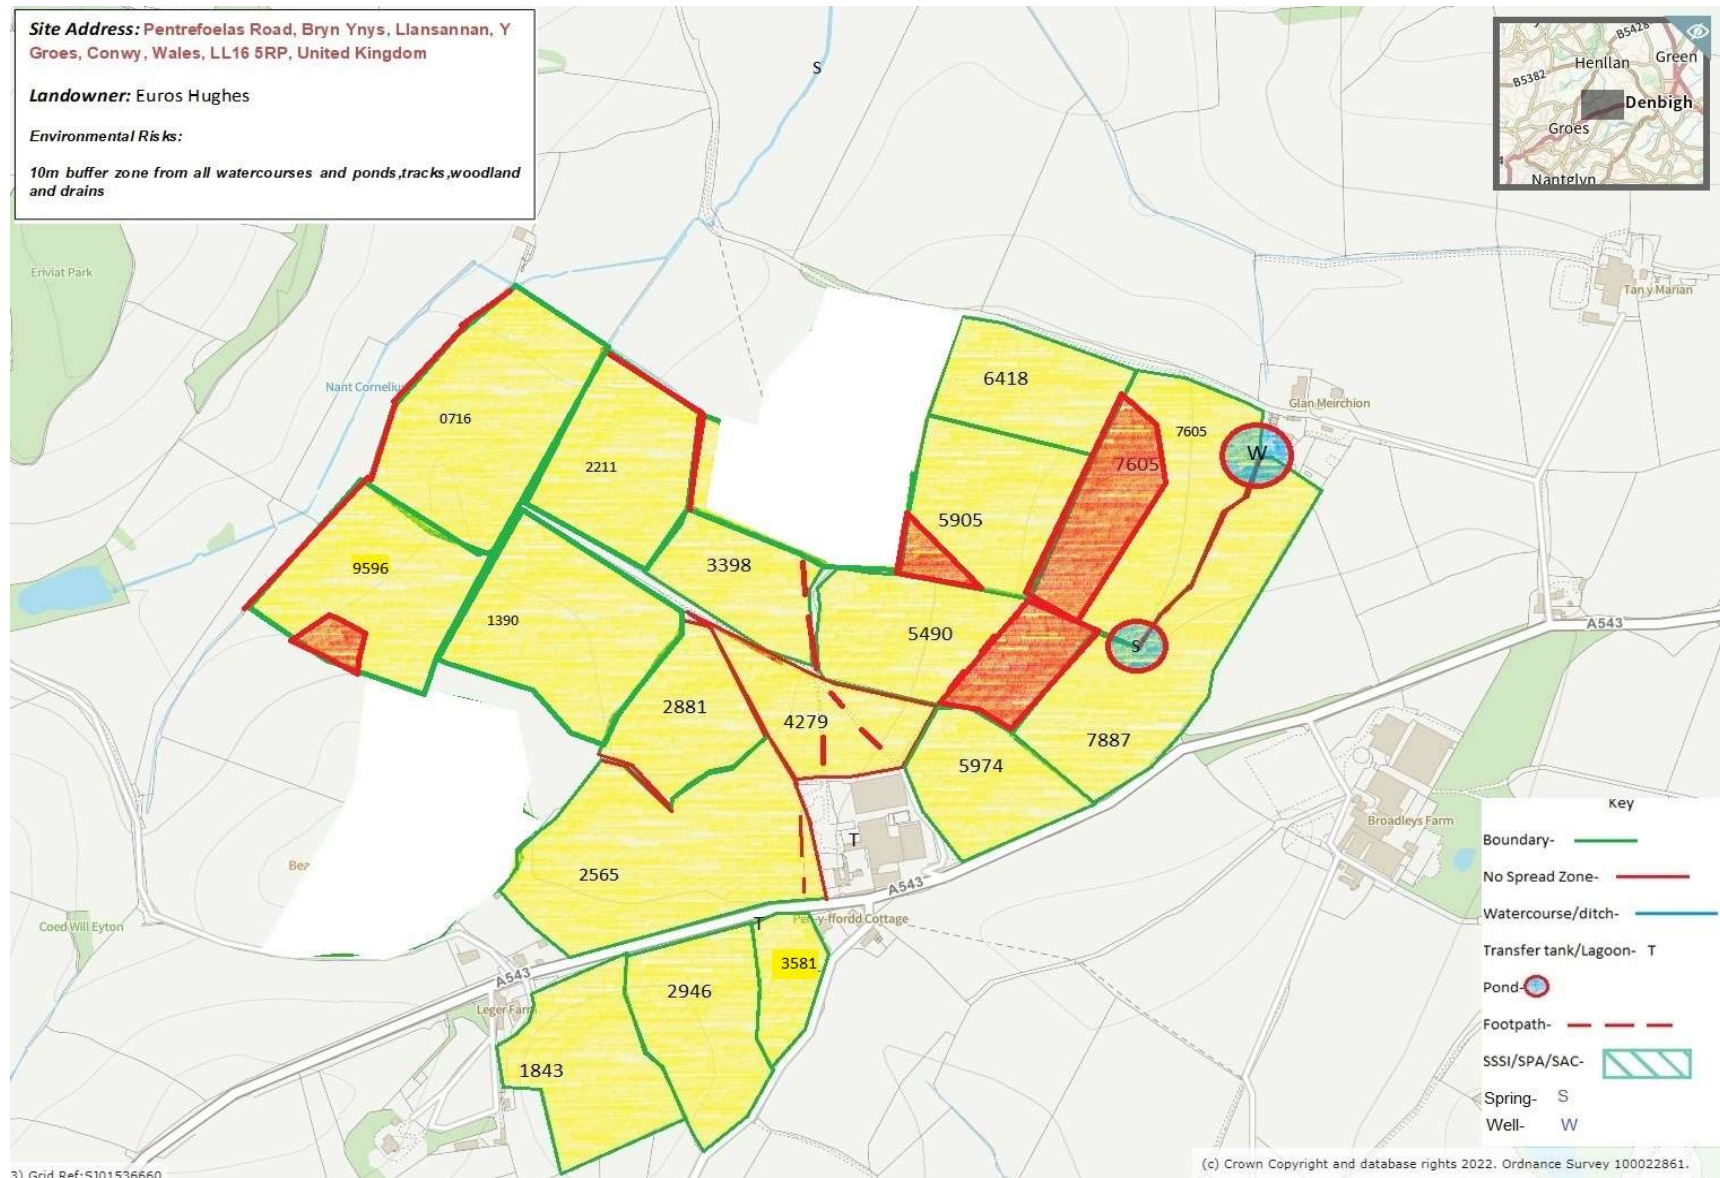 Site Address: Pentrefoelas Road, Bryn Ynys, Llansannan, Y
Groes, Conwy, Wales, LL16 5RP, United Kingdom
Landowner: Euros Hughes
Environmental Risks:
10m buffer zone from all watercourses and ponds,tracks,woodland
and drains
S
B5428
Henllan
Green
B5382
Denbigh
Groes
Nantglyn
Eriviat Park
Tan y Marian
Nant Cornelius
6418
Glan Meirchion
0716
7605
W
2211
7605
5905
9596
3398
1390
5490
A543
S
2881
4279
7887
5974
Key
Boundary-
Broadleys Farm
T
2565
No Spread Zone-
A543
Watercourse/ditch-
T
Pen-y-ffordd Cottage
Coed Will Eyton
Transfer tank/Lagoon- T
3581
A543
2946
Pond-
Leger Farm
Footpath-
1843
SSSI/SPA/SAC-
Spring- S
Well- W
(c) Crown Copyright and database rights 2022. Ordnance Survey 100022861.
3) Grid Ref:SJ01536660